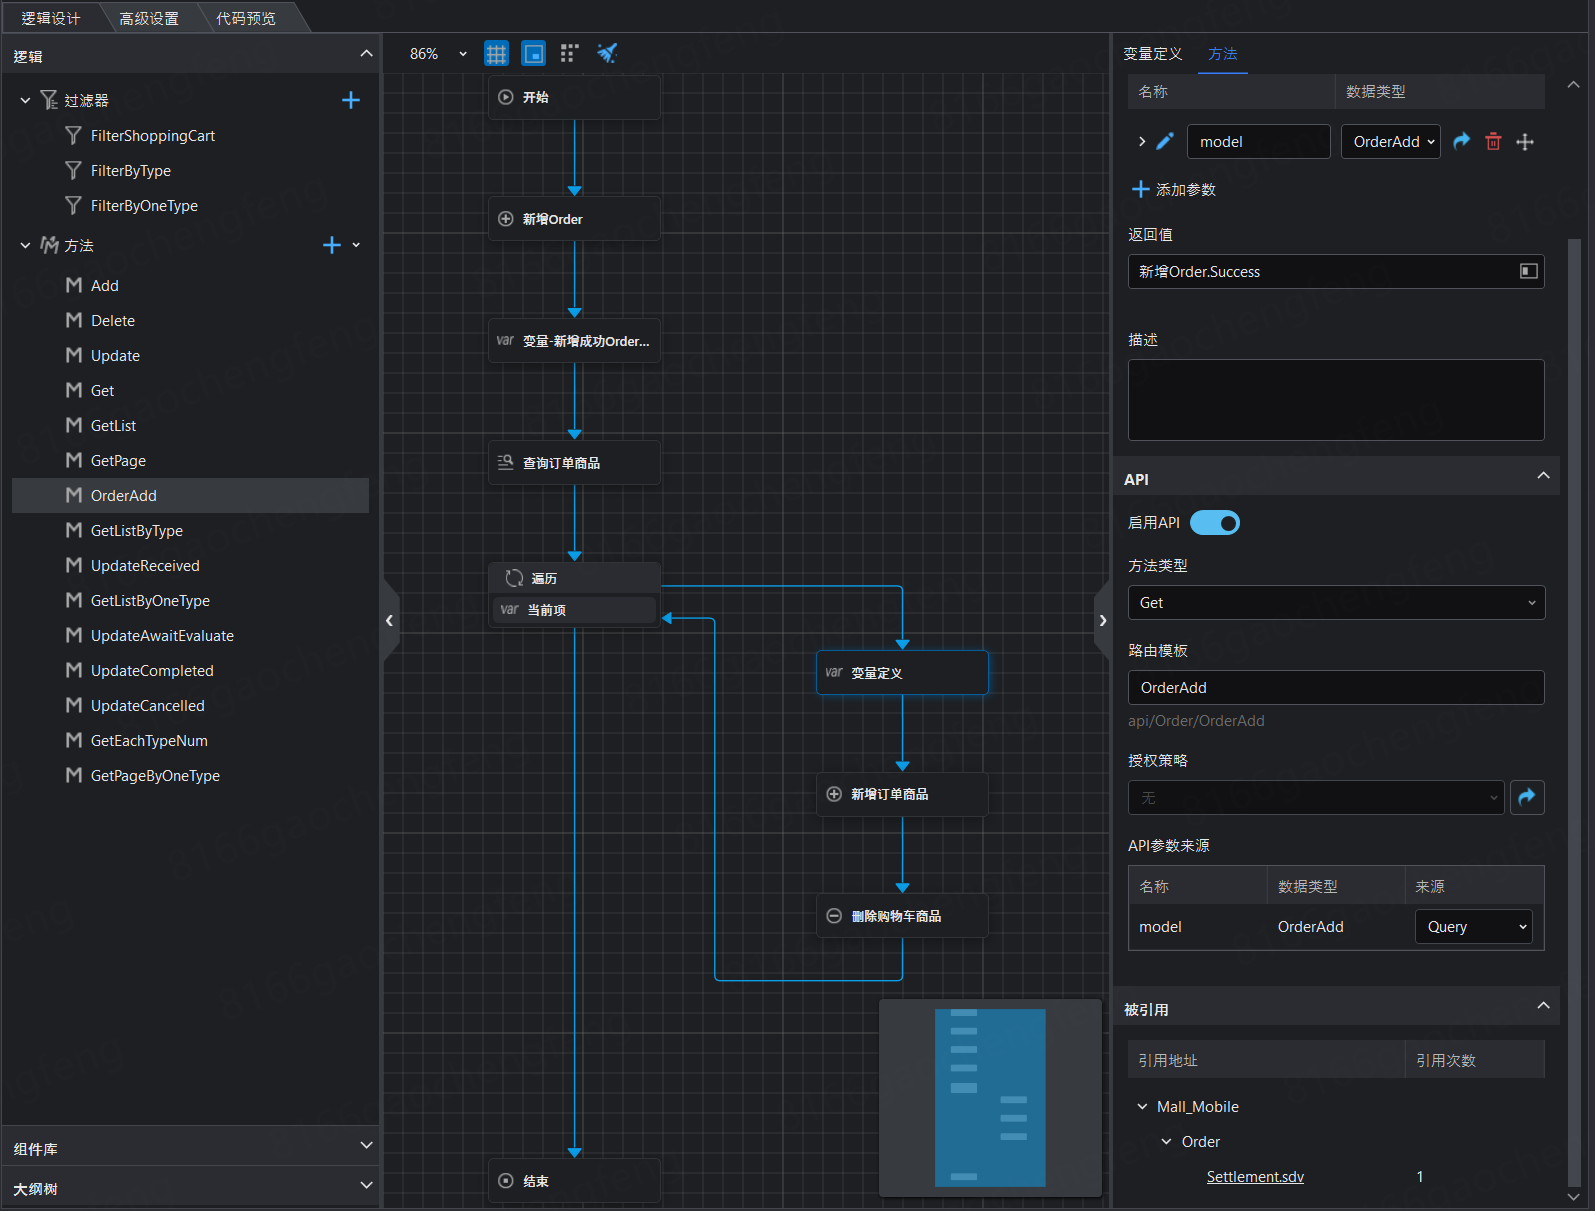 逻辑设计
高级设置
代码预览
逻辑
过滤器
FilterShoppingCart
FilterByType
FilterByOneType
方法
Add
Delete
Update
Get
GetList
GetPage
OrderAdd
GetListByType
UpdateReceived
GetListByOneType
UpdateAwaitEvaluate
UpdateCompleted
UpdateCancelled
GetEachTypeNum
GetPageByOneType
组件库
大纲树
86%
开始
新增Order
var 变量-新增成功Order...
查询订单商品
遍历
var 当前项
var 变量定义
新增订单商品
删除购物车商品
结束
变量定义 方法
名称 数据类型
model OrderAdd
添加参数
返回值
新增Order.Success
描述
API
启用API
方法类型
Get
路由模板
OrderAdd
api/Order/OrderAdd
授权策略
无
API参数来源
名称 数据类型 来源
model OrderAdd Query
被引用
引用地址 引用次数
Mall_Mobile
Order
Settlement.sdv 1